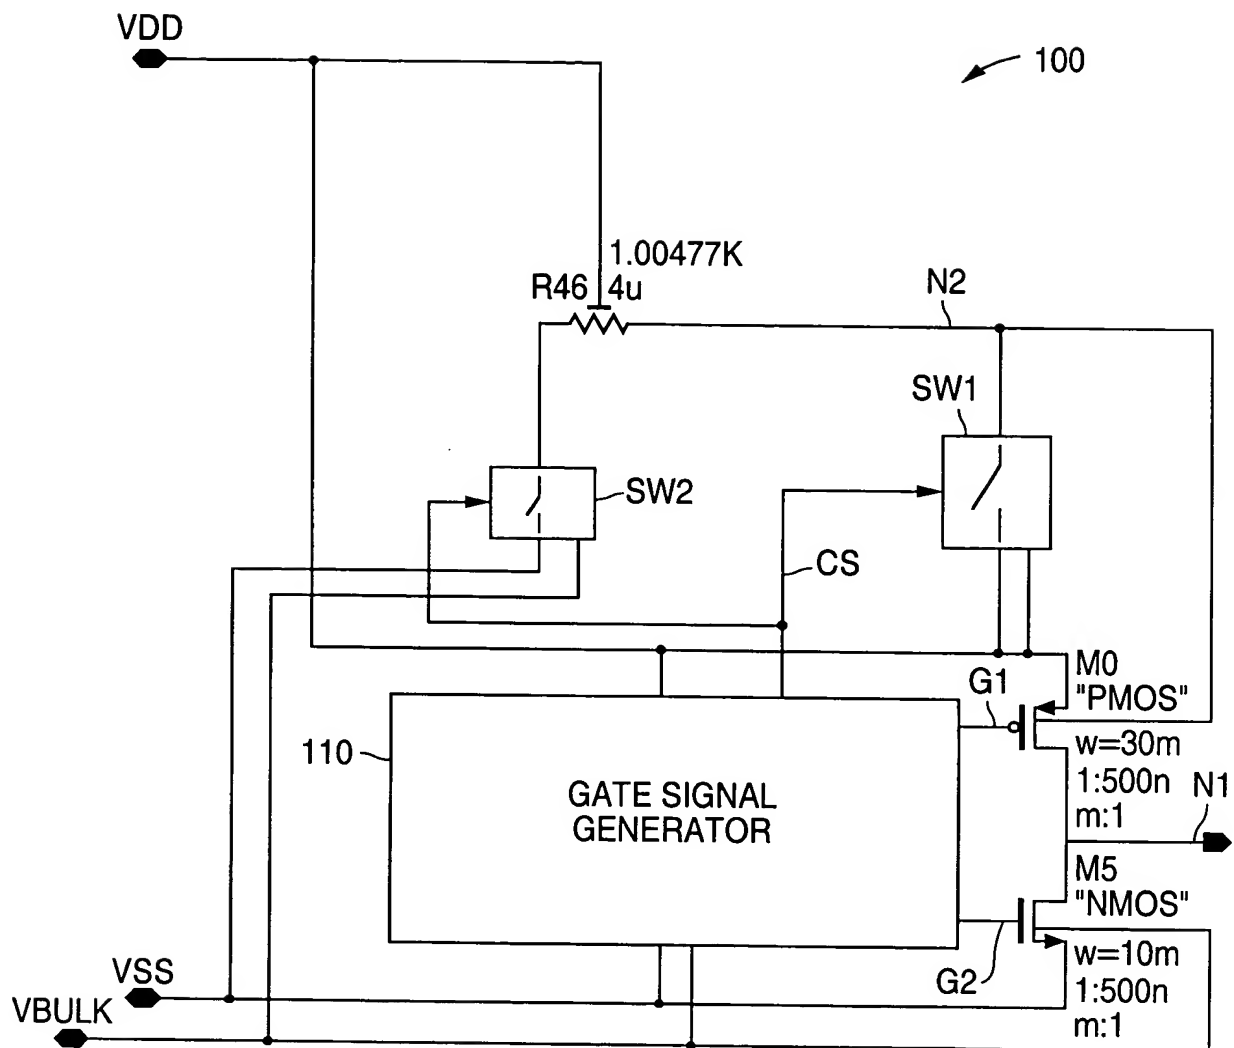 VDD
100
1.00477K
R46 4u
N2
SW1
SW2
CS
M0
"PMOS"
G1
w=30m
1:500n
m:1
110
GATE SIGNAL
GENERATOR
N1
M5
"NMOS"
G2
w=10m
1:500n
m:1
VSS
VBULK